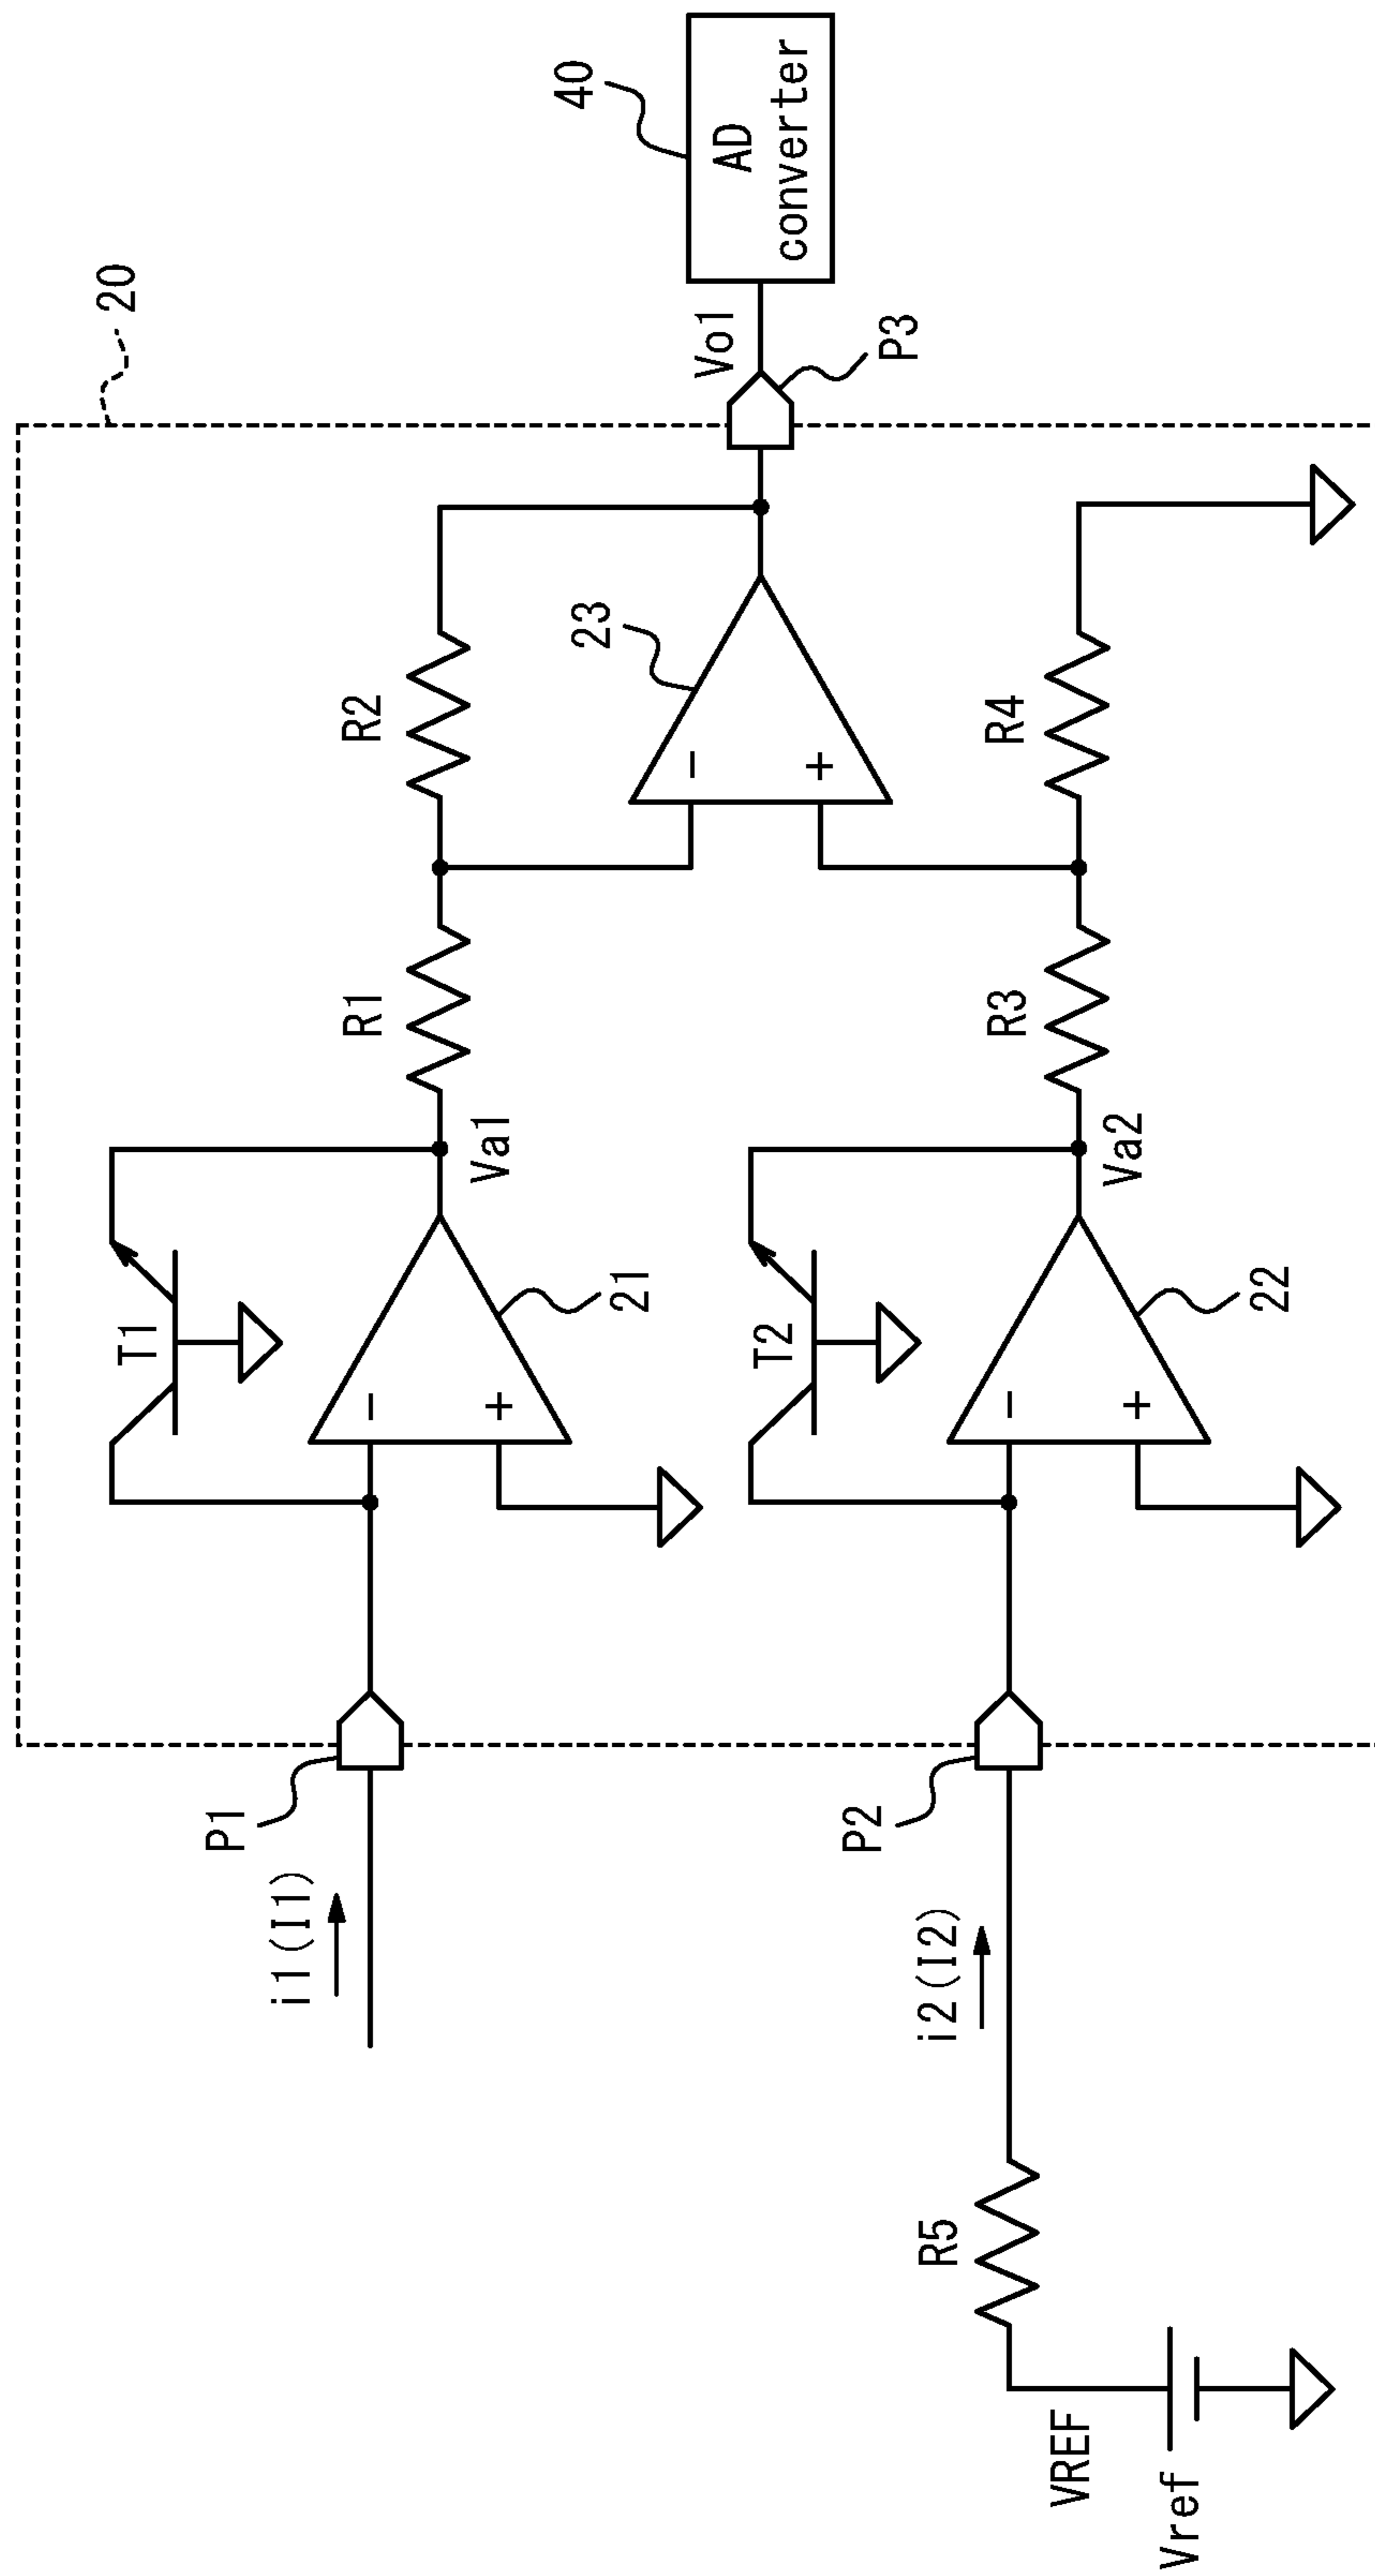 20
T1
R2
P1
i1(I1)
21
Va1
R1
23
Vo1
40
AD
converter
P3
T2
P2
i2(I2)
22
Va2
R3
R4
R5
VREF
Vref
-
+
-
+
-
+